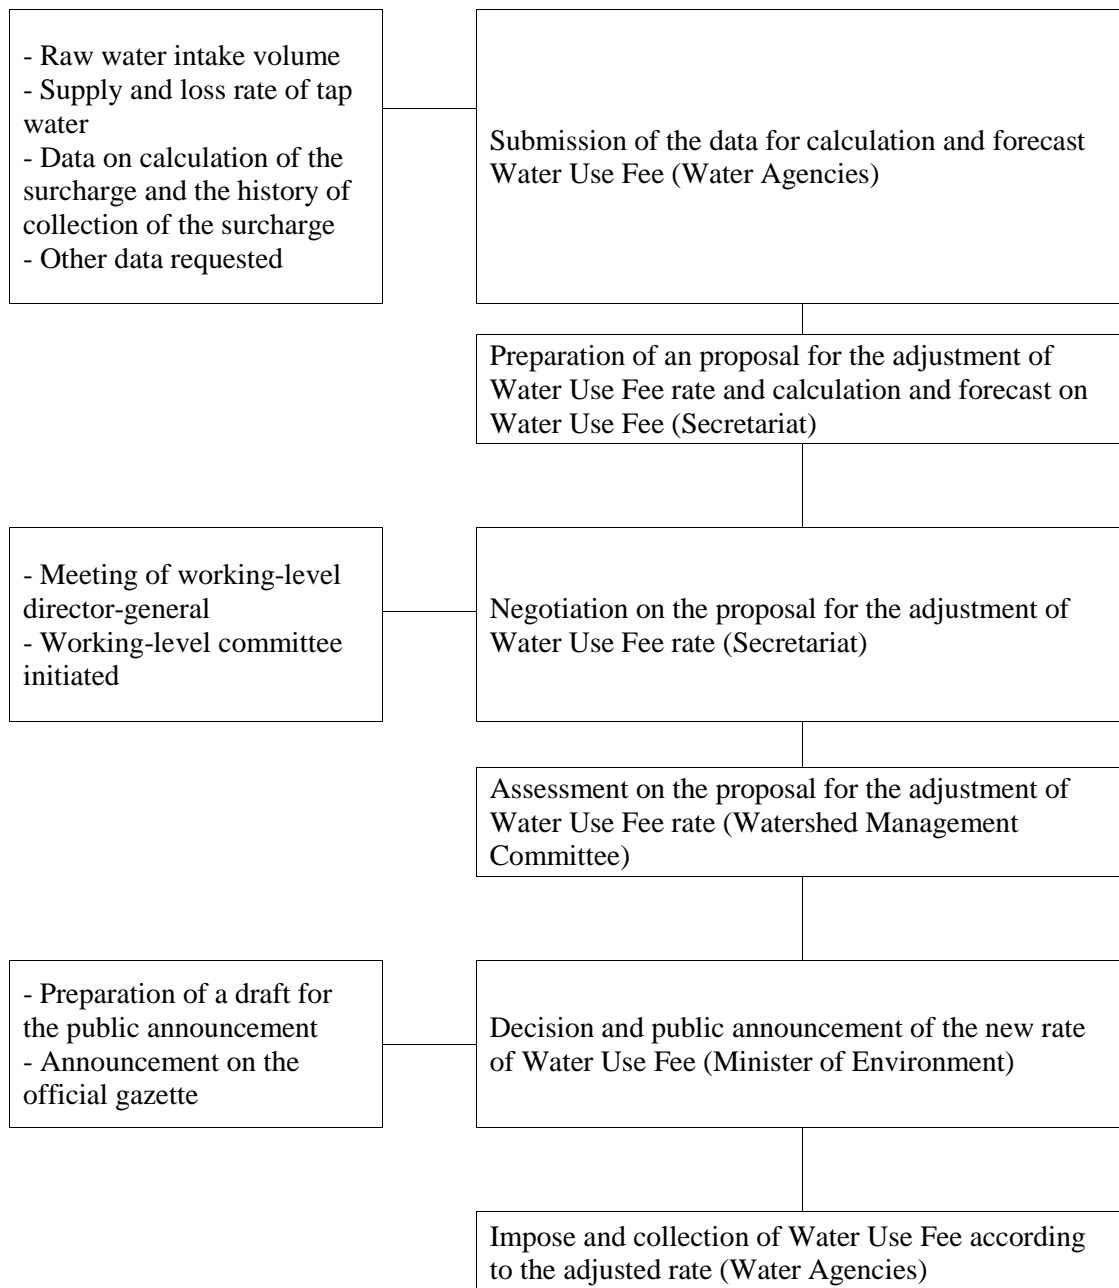 - Raw water intake volume
- Supply and loss rate of tap
water
- Data on calculation of the
surcharge and the history of
collection of the surcharge
- Other data requested
Submission of the data for calculation and forecast
Water Use Fee (Water Agencies)
Preparation of an proposal for the adjustment of
Water Use Fee rate and calculation and forecast on
Water Use Fee (Secretariat)
- Meeting of working-level
director-general
- Working-level committee
initiated
Negotiation on the proposal for the adjustment of
Water Use Fee rate (Secretariat)
Assessment on the proposal for the adjustment of
Water Use Fee rate (Watershed Management
Committee)
- Preparation of a draft for
the public announcement
- Announcement on the
official gazette
Decision and public announcement of the new rate
of Water Use Fee (Minister of Environment)
Impose and collection of Water Use Fee according
to the adjusted rate (Water Agencies)